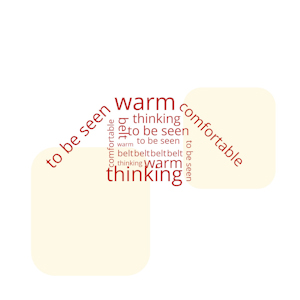 warm
thinking
to be seen
comfortable
to be seen
belt
comfortable
warm
to be seen
to be seen
beltbeltbeltbelt
thinking
warm
thinking